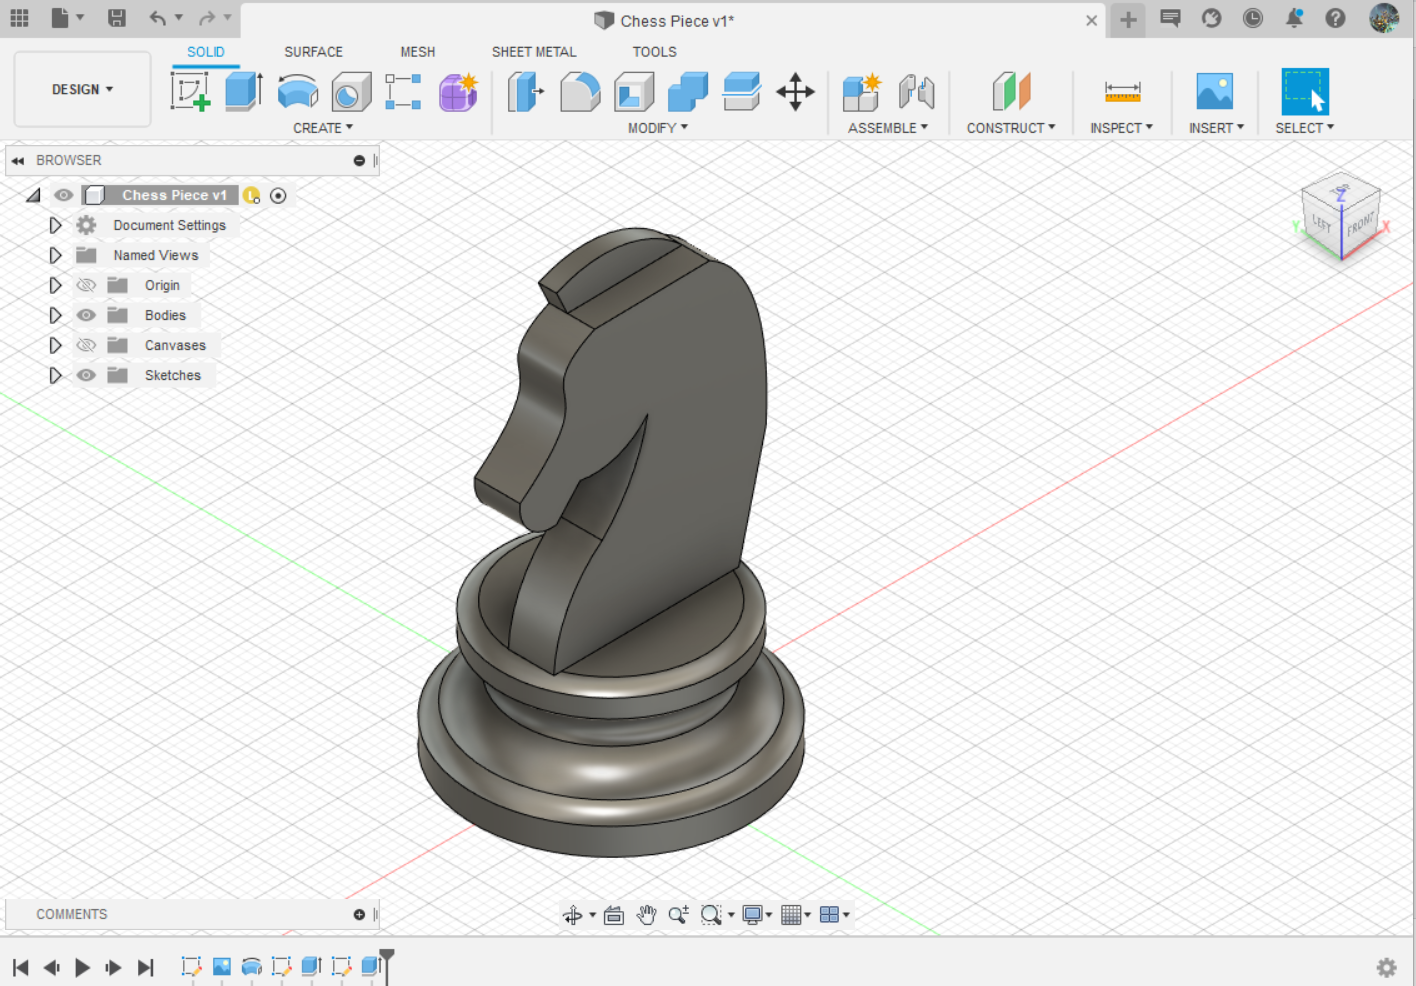 Chess Piece v1*
SOLID SURFACE MESH SHEET METAL TOOLS
DESIGN
CREATE MODIFY ASSEMBLE CONSTRUCT INSPECT INSERT SELECT
BROWSER
Chess Piece v1
Document Settings
Named Views
Origin
Bodies
Canvases
Sketches
Z
LEFT FRONT
Y X
COMMENTS